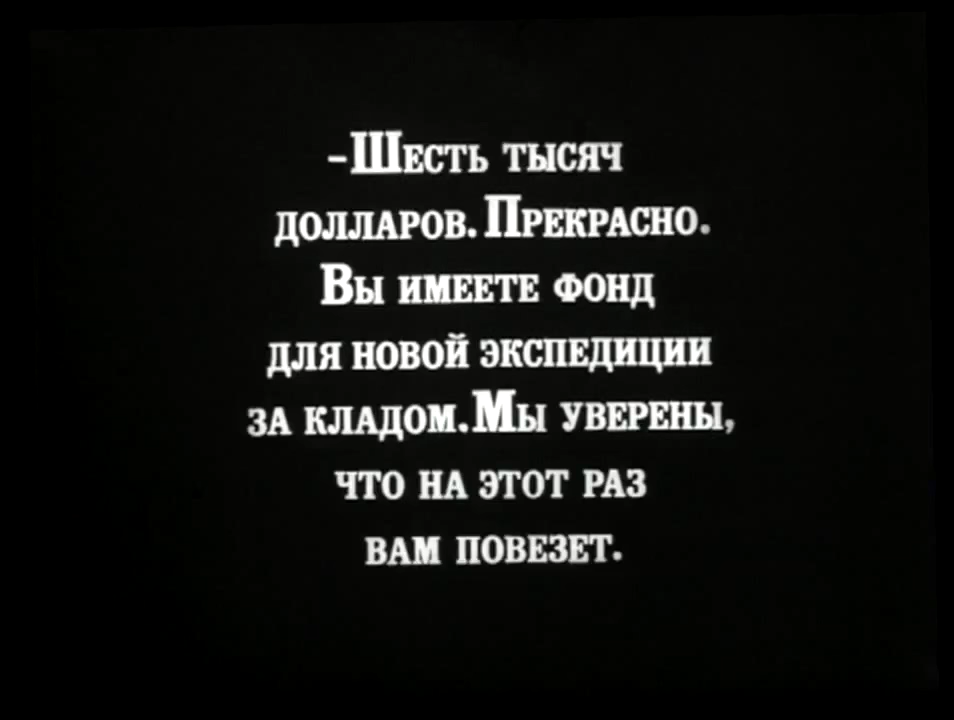 -Шесть тысяч
долларов. Прекрасно.
Вы имеете фонд
для новой экспедиции
за кладом. Мы уверены,
что на этот раз
вам повезет.